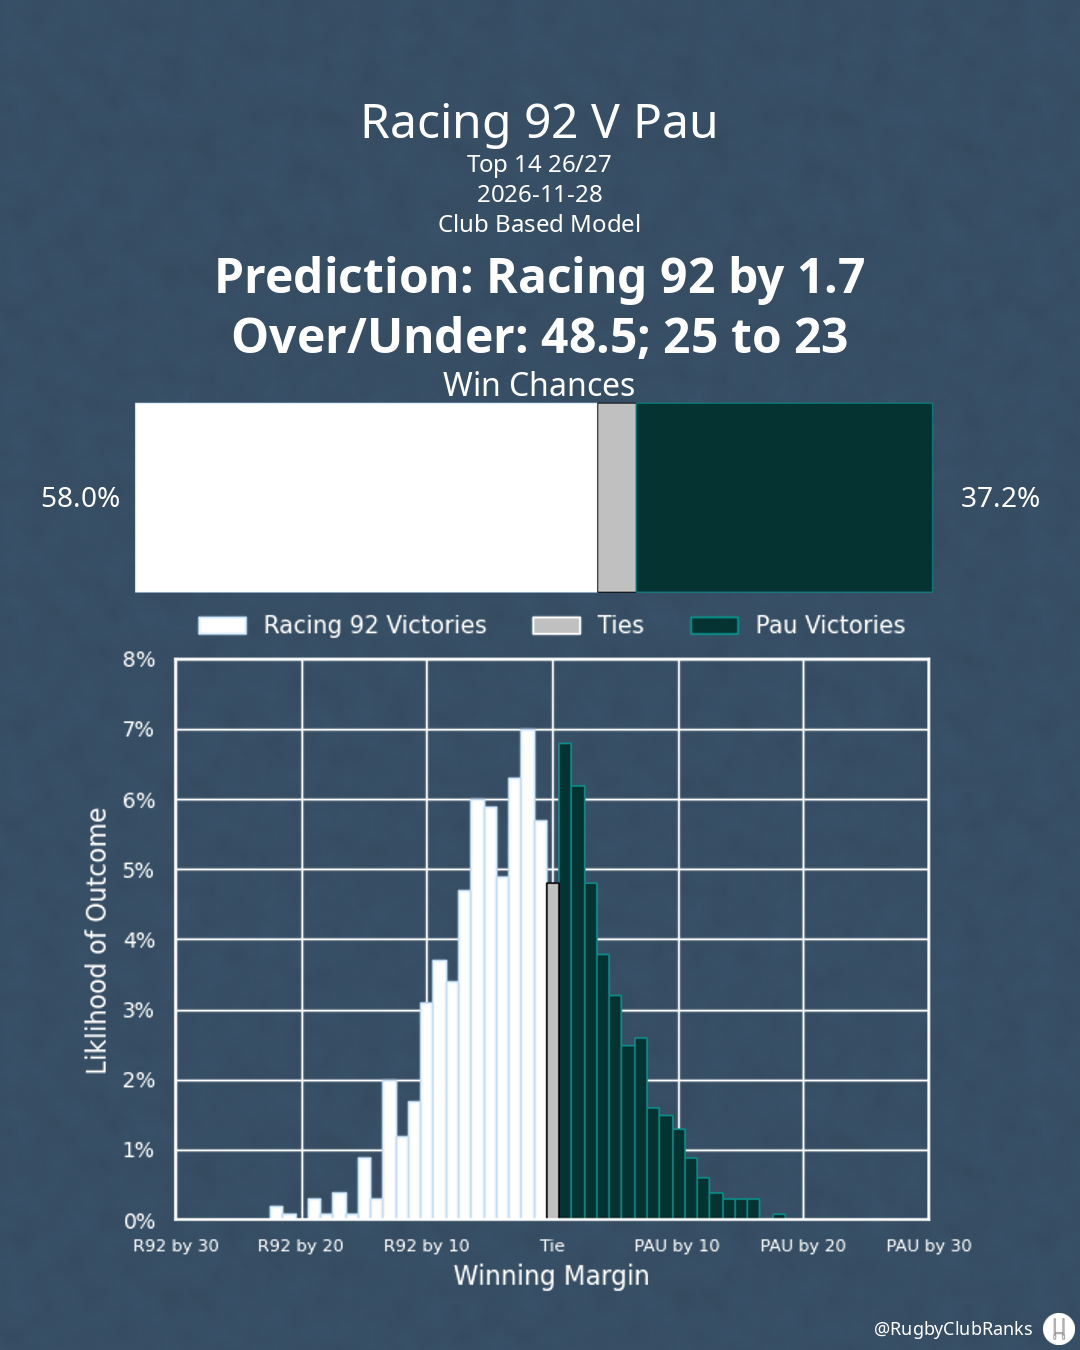 Racing 92 V Pau
Top 14 26/27
2026-11-28
Club Based Model
Prediction: Racing 92 by 1.7
Over/Under: 48.5; 25 to 23
Win Chances
58.0%
37.2%
Racing 92 Victories
Ties
Pau Victories
8%
7%
6%
5%
4%
3%
2%
1%
0%
Liklihood of Outcome
R92 by 30
R92 by 20
R92 by 10
Tie
PAU by 10
PAU by 20
PAU by 30
Winning Margin
@RugbyClubRanks